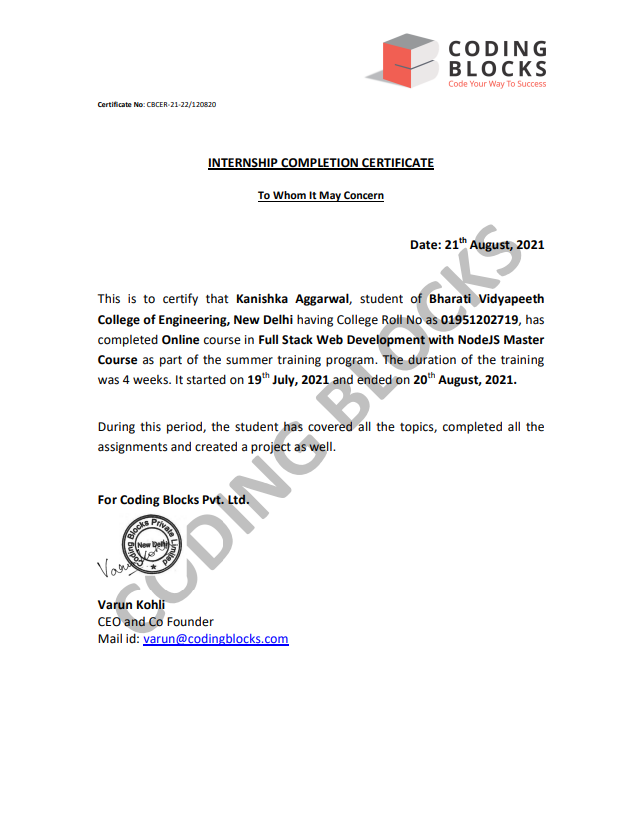 CODING
BLOCKS
Code Your Way To Success
Certificate No: CBCER-21-22/120820
INTERNSHIP COMPLETION CERTIFICATE
To Whom It May Concern
Date: 21th August, 2021
This is to certify that Kanishka Aggarwal, student of Bharati Vidyapeeth
College of Engineering, New Delhi having College Roll No as 01951202719, has
completed Online course in Full Stack Web Development with NodeJS Master
Course as part of the summer training program. The duration of the training
was 4 weeks. It started on 19th July, 2021 and ended on 20th August, 2021.
During this period, the student has covered all the topics, completed all the
assignments and created a project as well.
For Coding Blocks Pvt. Ltd.
Coding Blocks Private Limited
New Delhi
Varun Kohli
Varun Kohli
CEO and Co Founder
Mail id: varun@codingblocks.com
CODING BLOCKS